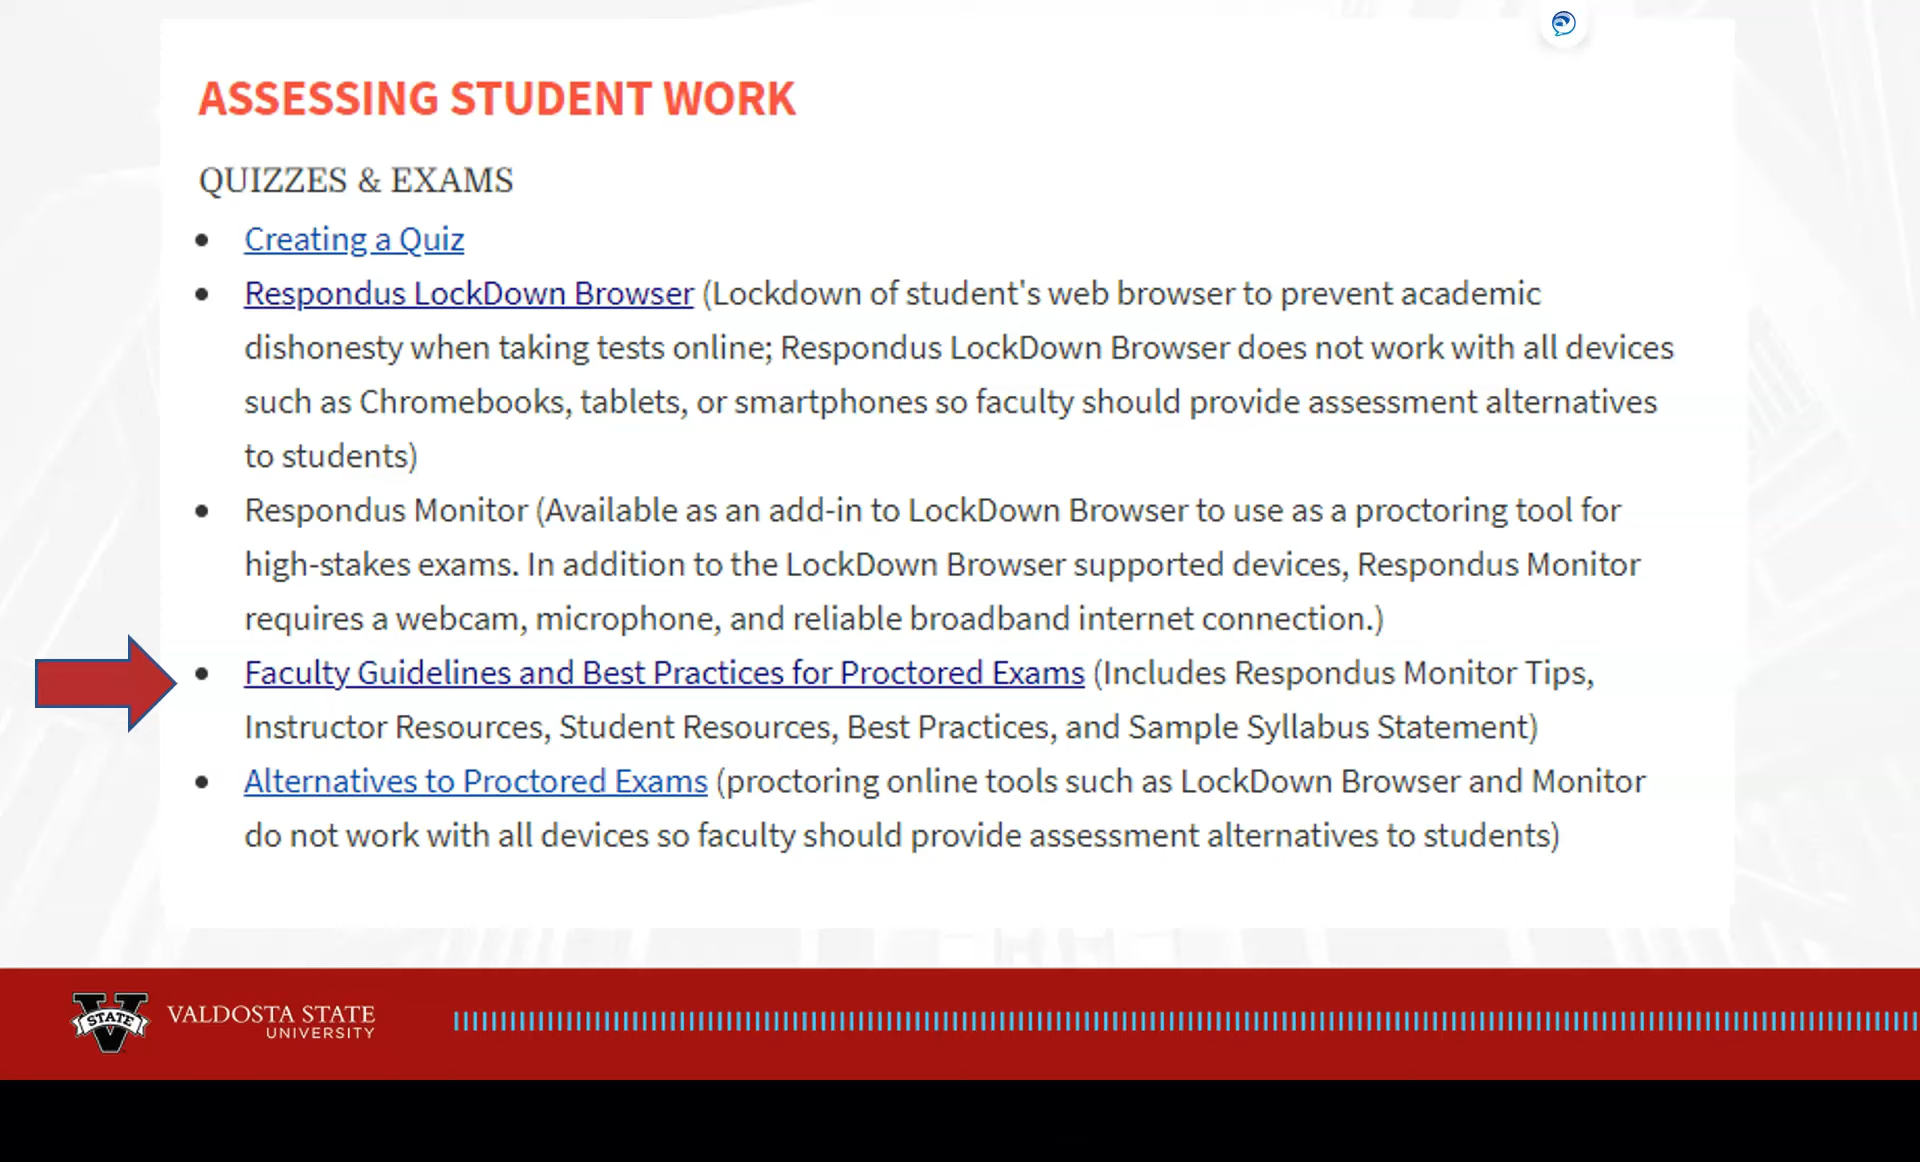 ASSESSING STUDENT WORK
QUIZZES & EXAMS
Creating a Quiz
Respondus LockDown Browser (Lockdown of student's web browser to prevent academic
dishonesty when taking tests online; Respondus LockDown Browser does not work with all devices
such as Chromebooks, tablets, or smartphones so faculty should provide assessment alternatives
to students)
Respondus Monitor (Available as an add-in to LockDown Browser to use as a proctoring tool for
high-stakes exams. In addition to the LockDown Browser supported devices, Respondus Monitor
requires a webcam, microphone, and reliable broadband internet connection.)
Faculty Guidelines and Best Practices for Proctored Exams (Includes Respondus Monitor Tips,
Instructor Resources, Student Resources, Best Practices, and Sample Syllabus Statement)
Alternatives to Proctored Exams (proctoring online tools such as LockDown Browser and Monitor
do not work with all devices so faculty should provide assessment alternatives to students)
V STATE
VALDOSTA STATE
UNIVERSITY